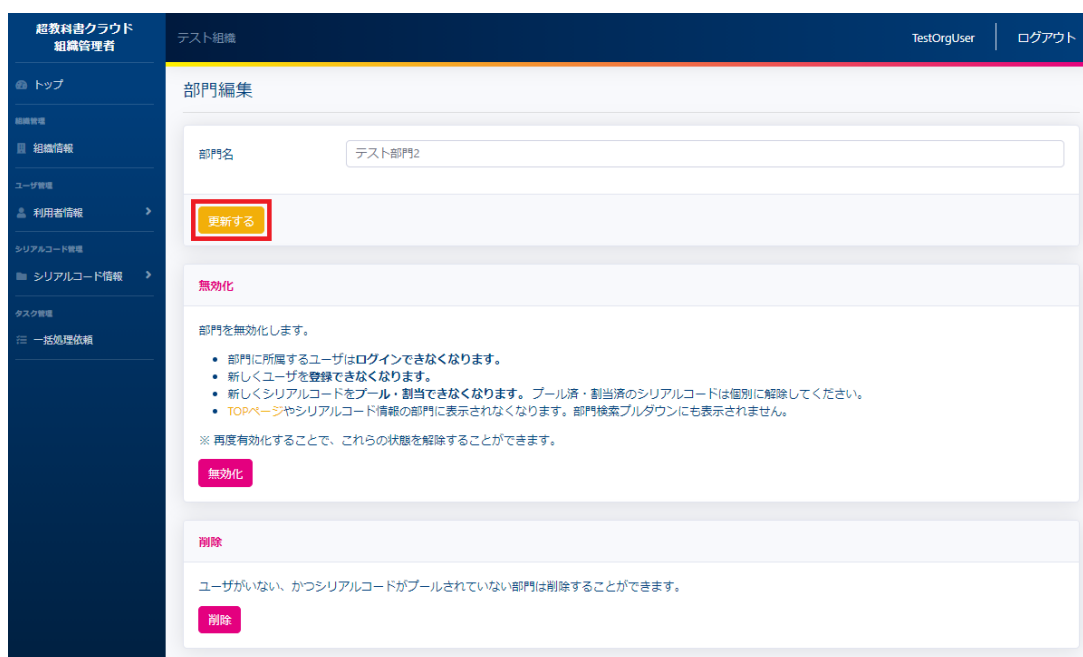 超教科書クラウド
組織管理者
テスト組織
TestOrgUser
ログアウト
トップ
組織管理
組織情報
ユーザ管理
利用者情報
シリアルコード管理
シリアルコード情報
タスク管理
一括処理依頼
部門編集
部門名
テスト部門2
更新する
無効化
部門を無効化します。
• 部門に所属するユーザはログインできなくなります。
• 新しくユーザを登録できなくなります。
• 新しくシリアルコードをプール・割当できなくなります。プール済・割当済のシリアルコードは個別に解除してください。
• TOPページやシリアルコード情報の部門に表示されなくなります。部門検索プルダウンにも表示されません。
※ 再度有効化することで、これらの状態を解除することができます。
無効化
削除
ユーザがいない、かつシリアルコードがプールされていない部門は削除することができます。
削除